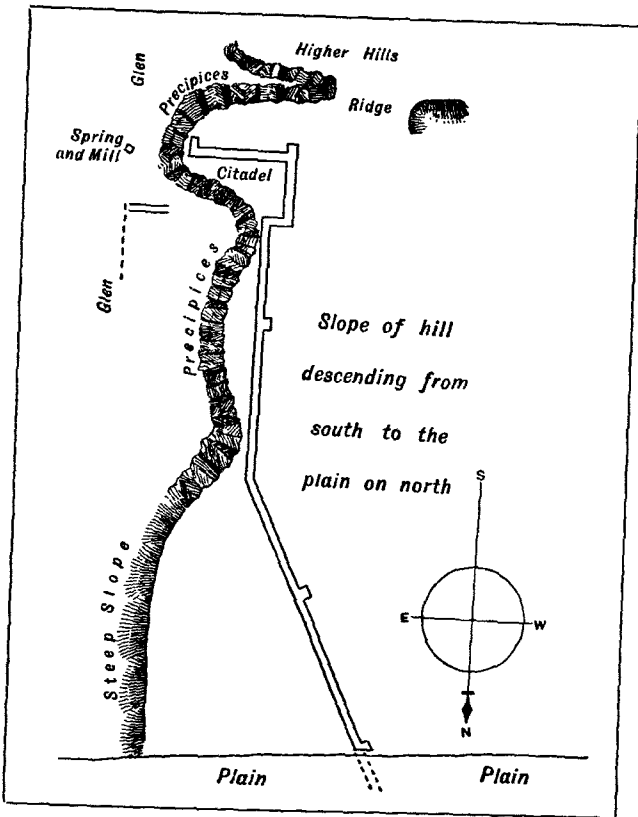 Higher Hills
Glen
Precipices
Ridge
Spring
and Mill
Citadel
Glen
Precipices
Slope of hill
descending from
south to the
plain on north
S
E
W
N
Steep Slope
Plain
Plain